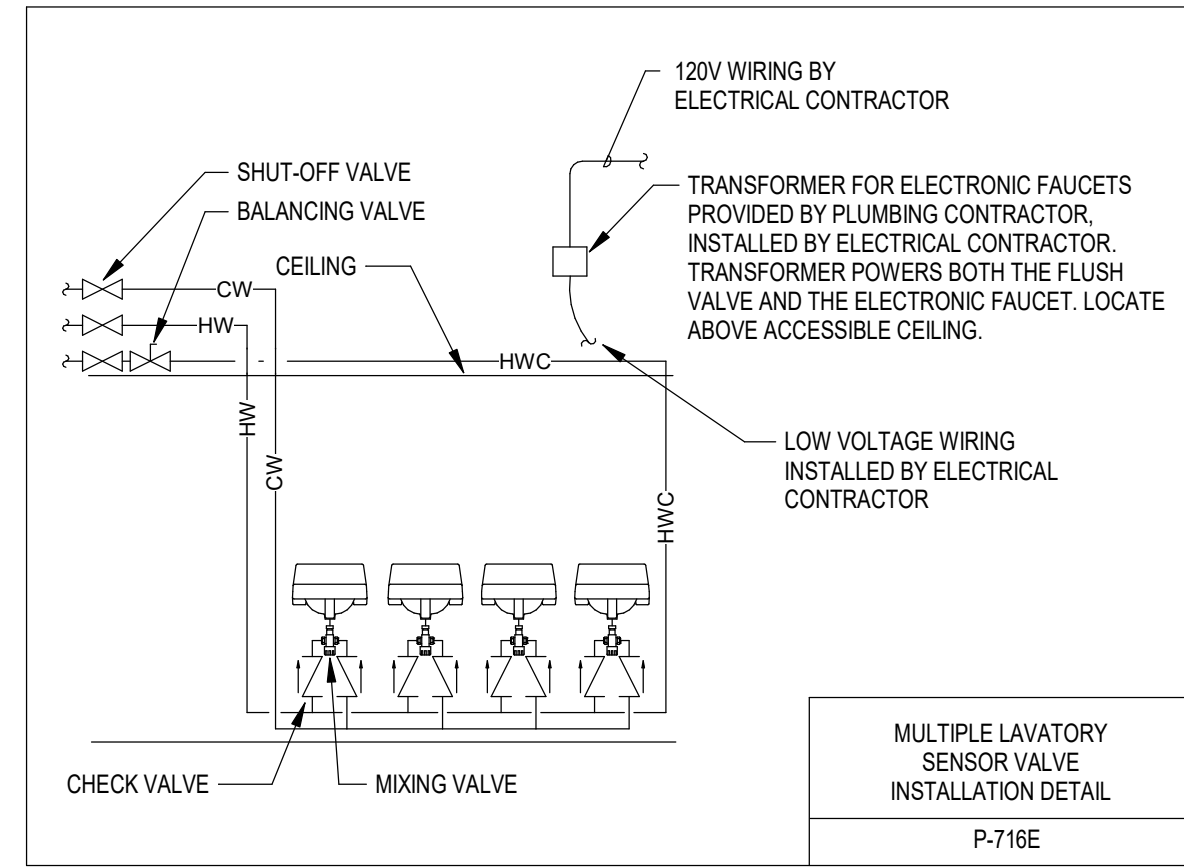 120V WIRING BY
ELECTRICAL CONTRACTOR
SHUT-OFF VALVE
BALANCING VALVE
TRANSFORMER FOR ELECTRONIC FAUCETS
PROVIDED BY PLUMBING CONTRACTOR,
INSTALLED BY ELECTRICAL CONTRACTOR.
TRANSFORMER POWERS BOTH THE FLUSH
VALVE AND THE ELECTRONIC FAUCET. LOCATE
ABOVE ACCESSIBLE CEILING.
CEILING
CW
HW
HWC
HW
CW
HWC
LOW VOLTAGE WIRING
INSTALLED BY ELECTRICAL
CONTRACTOR
CHECK VALVE
MIXING VALVE
MULTIPLE LAVATORY
SENSOR VALVE
INSTALLATION DETAIL
P-716E